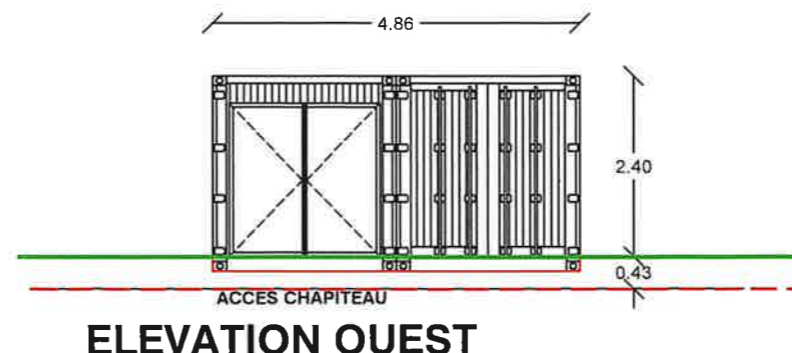 4.86
2.40
0,43
ACCES CHAPITEAU
ELEVATION OUEST